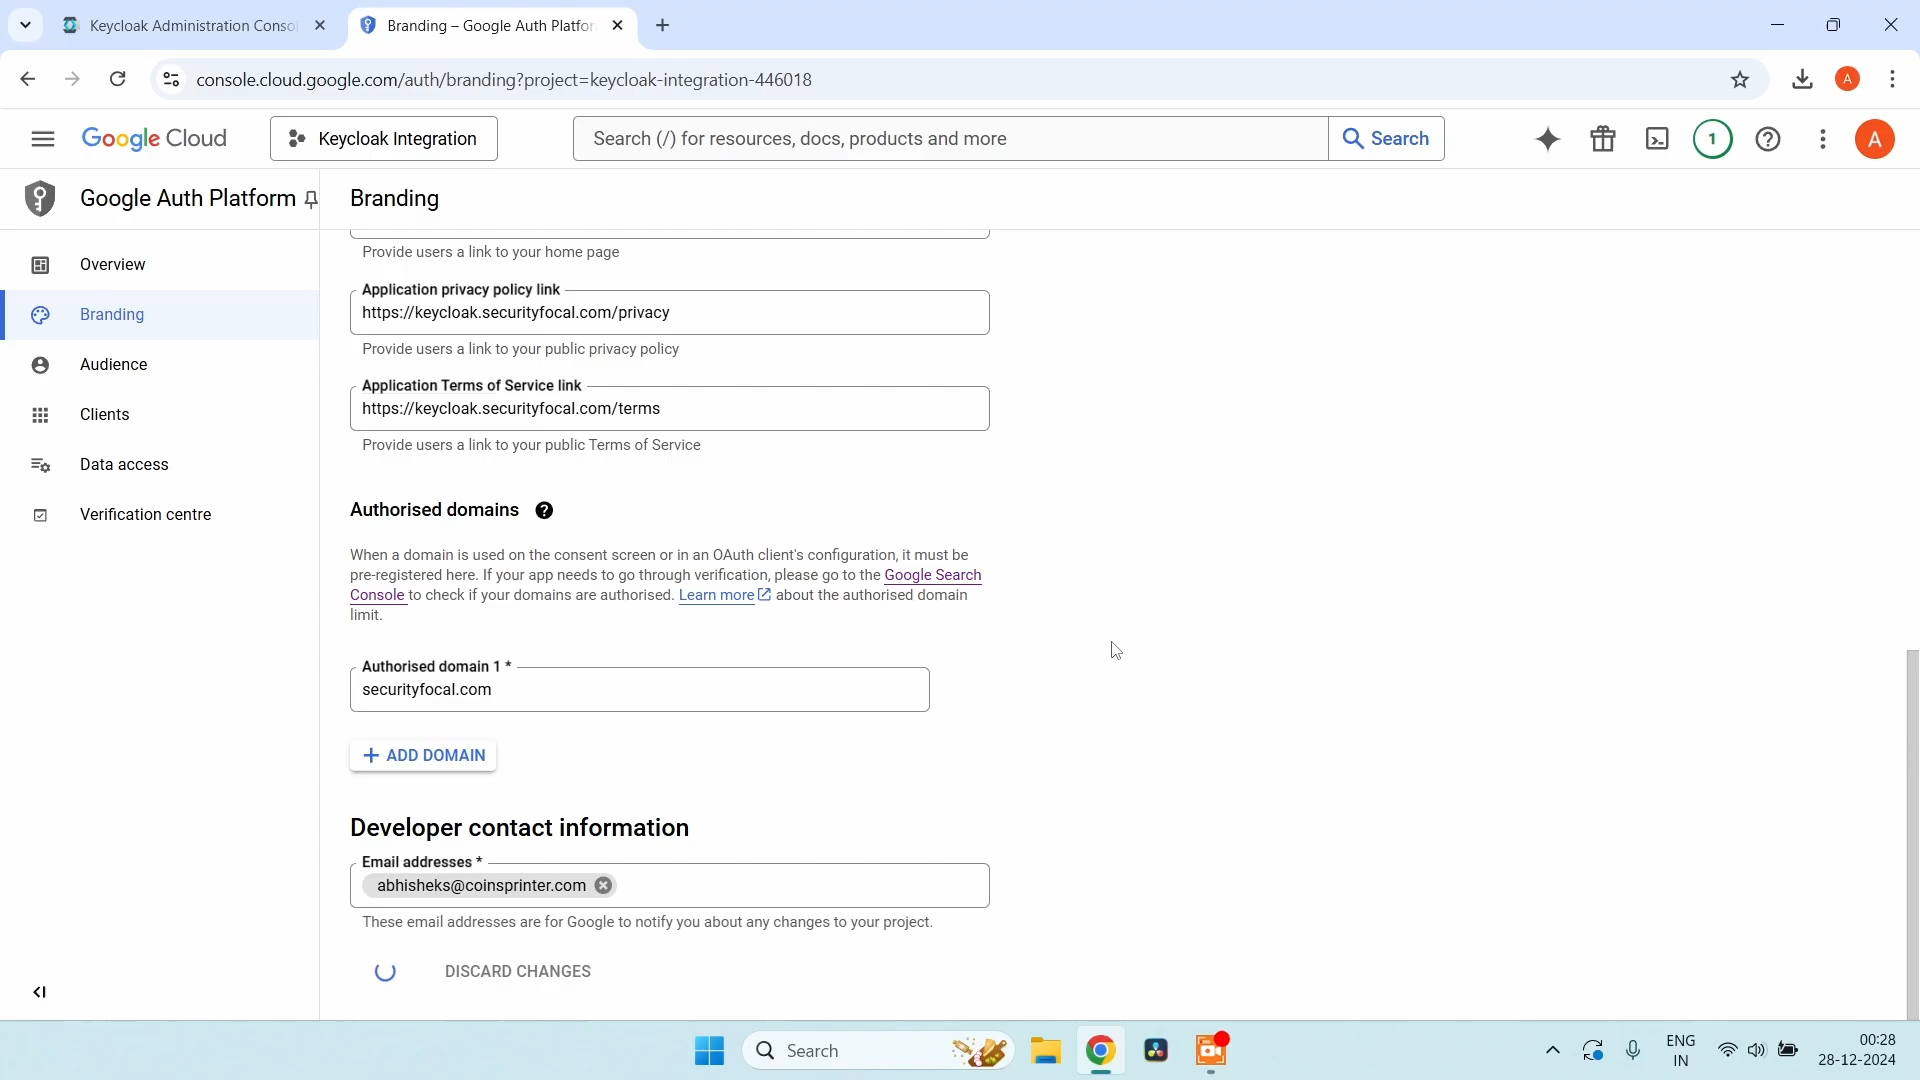 Keycloak Administration Conso
Branding – Google Auth Platfor
console.cloud.google.com/auth/branding?project=keycloak-integration-446018
A
Google Cloud
Keycloak Integration
Search (/) for resources, docs, products and more
Search
1
A
Google Auth Platform
Branding
Overview
Branding
Audience
Clients
Data access
Verification centre
Provide users a link to your home page
Application privacy policy link
https://keycloak.securityfocal.com/privacy
Provide users a link to your public privacy policy
Application Terms of Service link
https://keycloak.securityfocal.com/terms
Provide users a link to your public Terms of Service
Authorised domains
When a domain is used on the consent screen or in an OAuth client's configuration, it must be
pre-registered here. If your app needs to go through verification, please go to the Google Search
Console to check if your domains are authorised. Learn more about the authorised domain
limit.
Authorised domain 1 *
securityfocal.com
+ ADD DOMAIN
Developer contact information
Email addresses *
abhisheks@coinsprinter.com
These email addresses are for Google to notify you about any changes to your project.
DISCARD CHANGES
Search
ENG
IN
00:28
28-12-2024